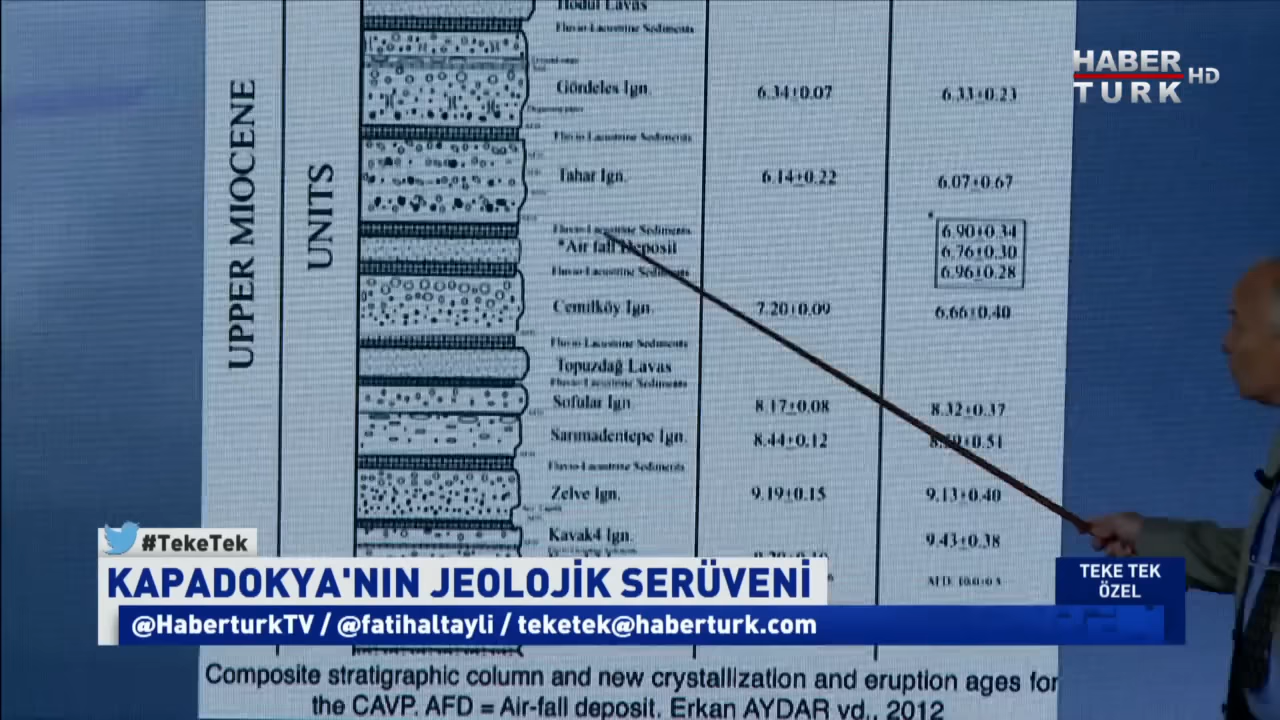 Hodul Lavas
Fluvio-Lacustrine Sediments
HABER
TURK HD
Gördeles Ign. 6.34±0.07 6.33±0.23
Fluvio-Lacustrine Sediments
Tahar Ign. 6.14±0.22 6.07±0.67
UPPER MIOCENE
UNITS
Fluvio-Lacustrine Sediments
*Air fall Deposit
*
6.90±0.34
6.76±0.30
6.96±0.28
Fluvio-Lacustrine Sediments
Cemilköy Ign. 7.20±0.09 6.66±0.40
Fluvio-Lacustrine Sediments
Topuzdağ Lavas
Fluvio-Lacustrine Sediments
Sofular Ign 8.17±0.08 8.32±0.37
Sarımadentepe Ign. 8.44±0.12
Fluvio-Lacustrine Sediments
Zelve Ign. 9.19±0.15 9.13±0.40
Kavak4 Ign. 9.43±0.38
#TekeTek
KAPADOKYA'NIN JEOLOJİK SERÜVENİ
TEKE TEK
ÖZEL
@HaberturkTV / @fatihaltayli / teketek@haberturk.com
Composite stratigraphic column and new crystallization and eruption ages for
the CAVP. AFD = Air-fall deposit. Erkan AYDAR vd., 2012